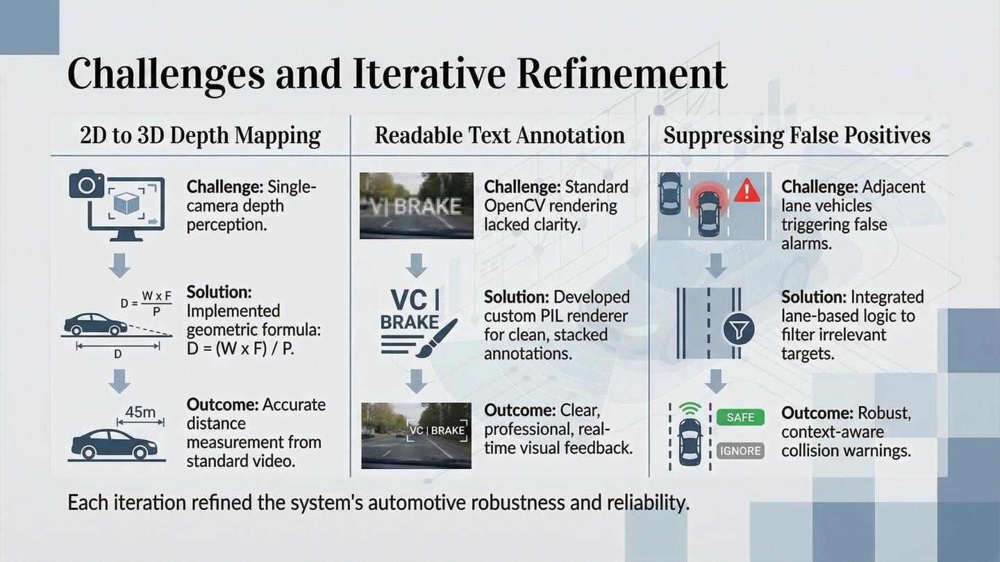 Challenges and Iterative Refinement
2D to 3D Depth Mapping
Challenge: Single-
camera depth
perception.
D = W x F
P
D
Solution:
Implemented
geometric formula:
D = (W x F) / P.
45m
Outcome: Accurate
distance
measurement from
standard video.
Readable Text Annotation
V| BRAKE
Challenge: Standard
OpenCV rendering
lacked clarity.
VC |
BRAKE
Solution: Developed
custom PIL renderer
for clean, stacked
annotations.
VC | BRAKE
Outcome: Clear,
professional, real-
time visual feedback.
Suppressing False Positives
!
Challenge: Adjacent
lane vehicles
triggering false
alarms.
Solution: Integrated
lane-based logic to
filter irrelevant
targets.
SAFE
IGNORE
Outcome: Robust,
context-aware
collision warnings.
Each iteration refined the system's automotive robustness and reliability.